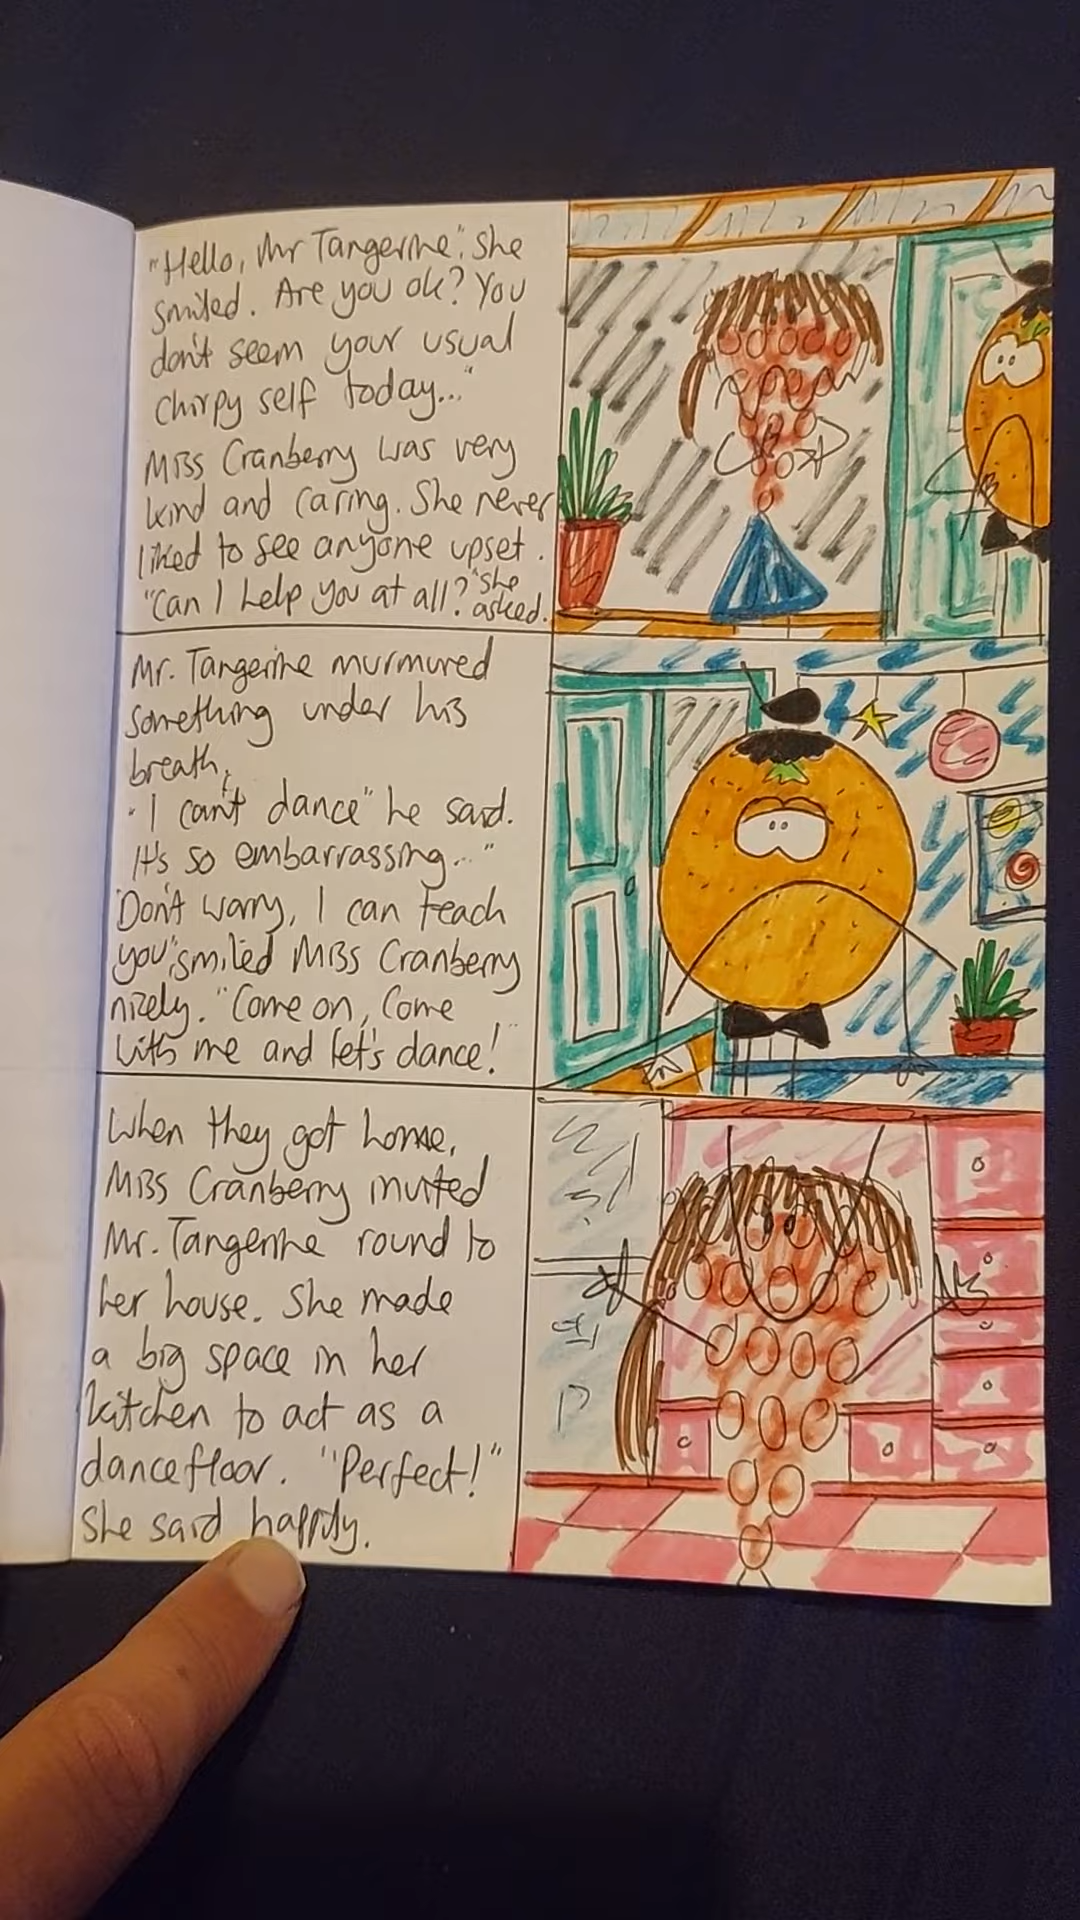 "Hello, Mr Tangerine", she
smiled. Are you ok? You
don't seem your usual
chirpy self today..."
Miss Cranberry was very
kind and caring. She never
liked to see anyone upset.
"Can I help you at all?" she
asked.
Mr. Tangerine murmured
something under his
breath,
"I can't dance" he said.
It's so embarrassing..."
"Don't worry, I can teach
you" smiled Miss Cranberry
nicely. "Come on, come
with me and let's dance!"
When they got home,
Miss Cranberry invited
Mr. Tangerine round to
her house. She made
a big space in her
kitchen to act as a
dancefloor. "Perfect!"
she said happily.